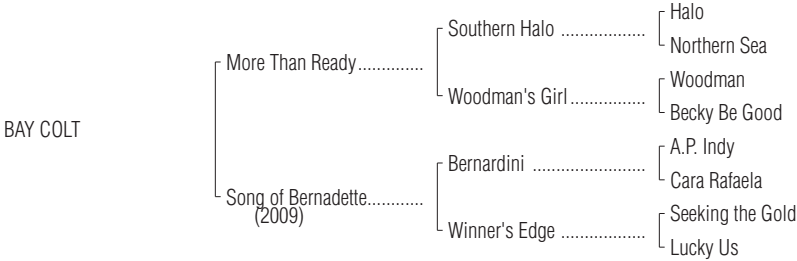 Halo
Southern Halo ..................
Northern Sea
More Than Ready.............
Woodman
Woodman's Girl ................
Becky Be Good
BAY COLT
A.P. Indy
Bernardini ........................
Cara Rafaela
Song of Bernadette............
(2009)
Seeking the Gold
Winner's Edge ..................
Lucky Us